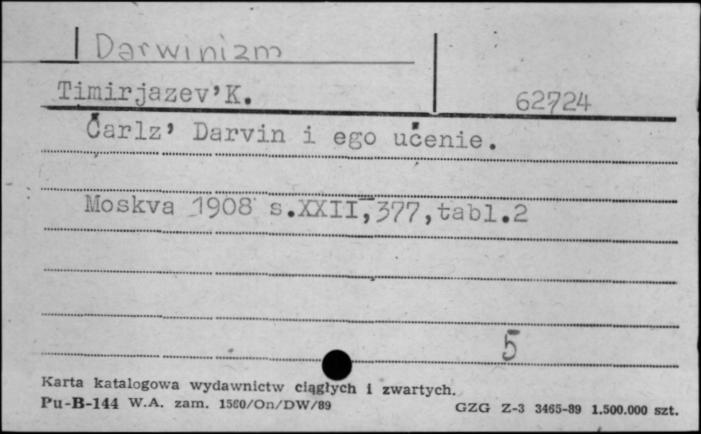 Darwinizm
Timirjazev'K.
62724
Čarlz' Darvin i ego učenie.
Moskva 1908 s.XXII,377,tabl.2
5
Karta katalogowa wydawnictw ciągłych i zwartych.
Pu-B-144 W.A. zam. 1560/On/DW/89
GZG Z-3 3465-89 1.500.000 szt.